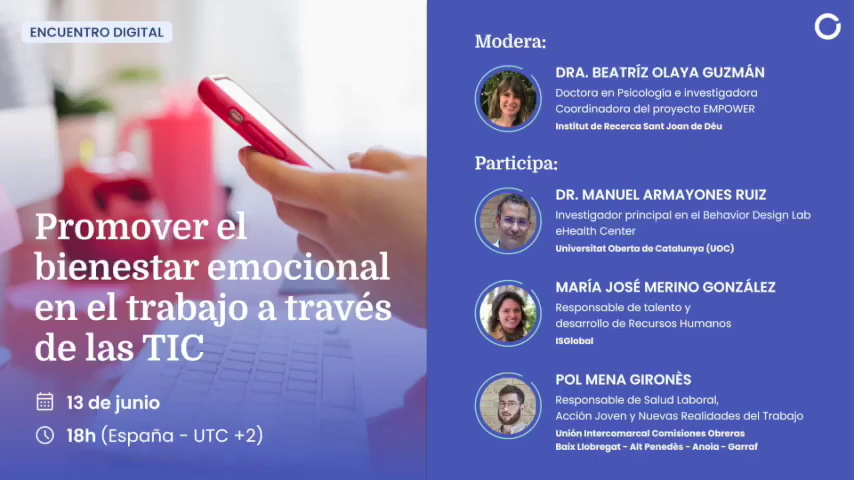 ENCUENTRO DIGITAL
Promover el
bienestar emocional
en el trabajo a través
de las TIC
13 de junio
18h (España - UTC +2)
Modera:
DRA. BEATRÍZ OLAYA GUZMÁN
Doctora en Psicología e investigadora
Coordinadora del proyecto EMPOWER
Institut de Recerca Sant Joan de Déu
Participa:
DR. MANUEL ARMAYONES RUIZ
Investigador principal en el Behavior Design Lab
eHealth Center
Universitat Oberta de Catalunya (UOC)
MARÍA JOSÉ MERINO GONZÁLEZ
Responsable de talento y
desarrollo de Recursos Humanos
ISGlobal
POL MENA GIRONÈS
Responsable de Salud Laboral,
Acción Joven y Nuevas Realidades del Trabajo
Unión Intercomarcal Comisiones Obreras
Baix Llobregat - Alt Penedès - Anoia - Garraf